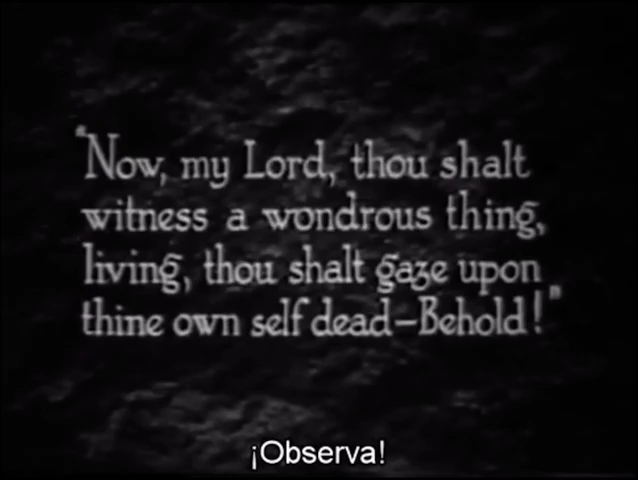 "Now, my Lord, thou shalt
witness a wondrous thing,
living, thou shalt gaze upon
thine own self dead—Behold!"
¡Observa!